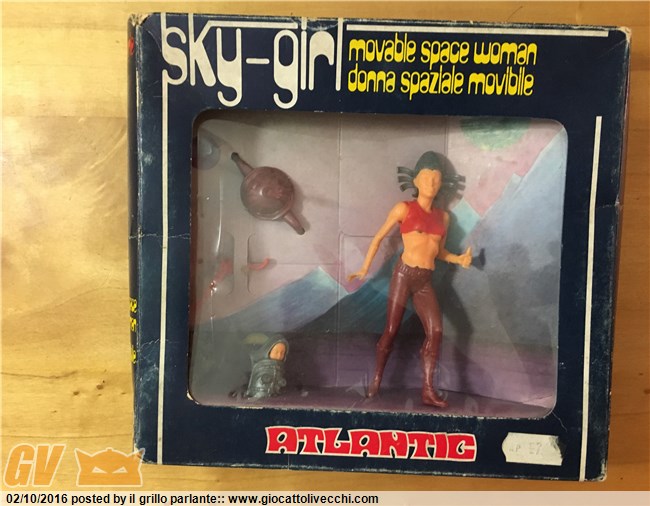 sky-girl
movable space woman
donna spaziale movibile
ATLANTIC
GV
02/10/2016 posted by il grillo parlante:: www.giocattolivecchi.com